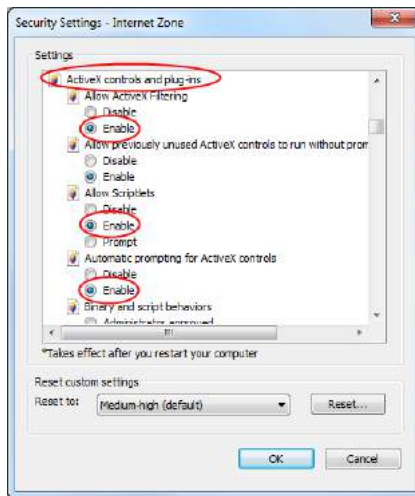 Security Settings - Internet Zone
Settings
ActiveX controls and plug-ins
Allow ActiveX Filtering
Disable
Enable
Allow previously unused ActiveX controls to run without pror
Disable
Enable
Allow Scriptlets
Disable
Enable
Prompt
Automatic prompting for ActiveX controls
Disable
Enable
Binary and script behaviors
Administrator approved
*Takes effect after you restart your computer
Reset custom settings
Reset to:
Medium-high (default)
Reset...
OK
Cancel